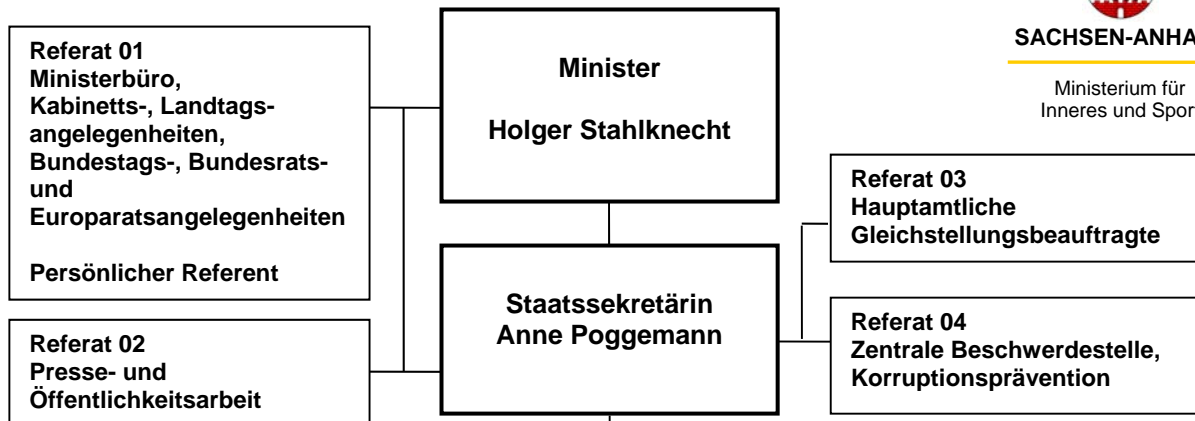 Referat 01
Ministerbüro,
Kabinetts-, Landtags-
angelegenheiten,
Bundestags-, Bundesrats-
und
Europaratsangelegenheiten
Persönlicher Referent
Referat 02
Presse- und
Öffentlichkeitsarbeit
Minister
Holger Stahlknecht
Staatssekretärin
Anne Poggemann
SACHSEN-ANHA
Ministerium für
Inneres und Spor
Referat 03
Hauptamtliche
Gleichstellungsbeauftragte
Referat 04
Zentrale Beschwerdestelle,
Korruptionsprävention